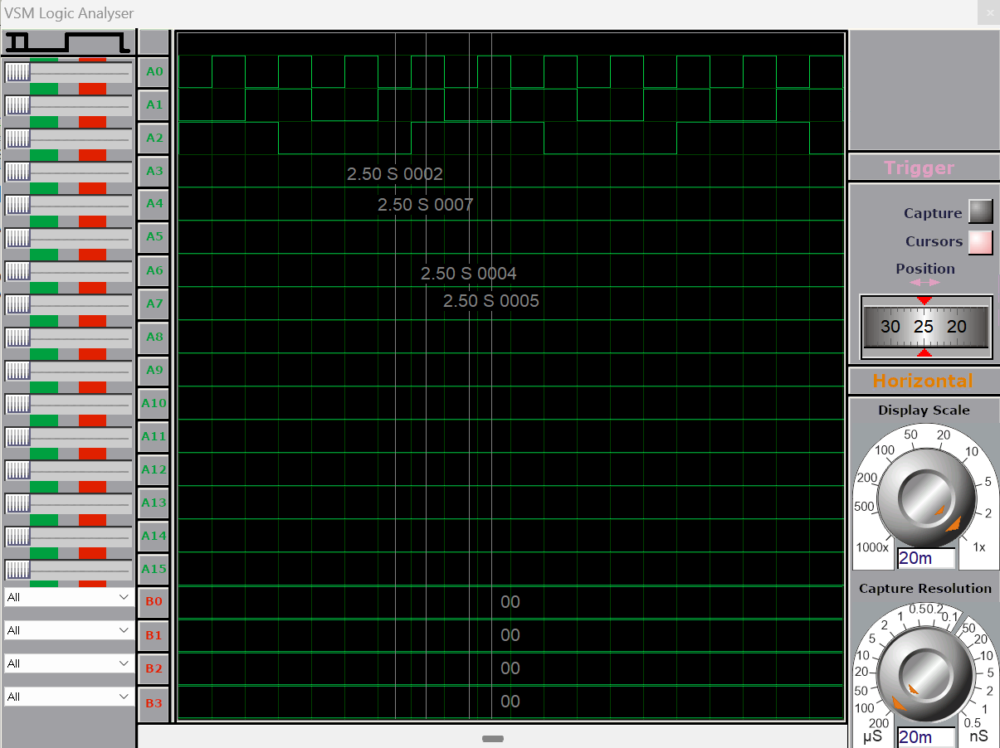 VSM Logic Analyser
A0
A1
A2
A3
A4
A5
A6
A7
A8
A9
A10
A11
A12
A13
A14
A15
B0
B1
B2
B3
All
All
All
All
2.50 S 0002
2.50 S 0007
2.50 S 0004
2.50 S 0005
00
00
00
00
Trigger
Capture
Cursors
Position
30 25 20
Horizontal
Display Scale
1000x 500 200 100 50 20 10 5 2 1x
20m
Capture Resolution
200 100 50 20 10 5 2 1 0.5 0.2 0.1 50 20 10 5 2 1 0.5
µS nS
20m